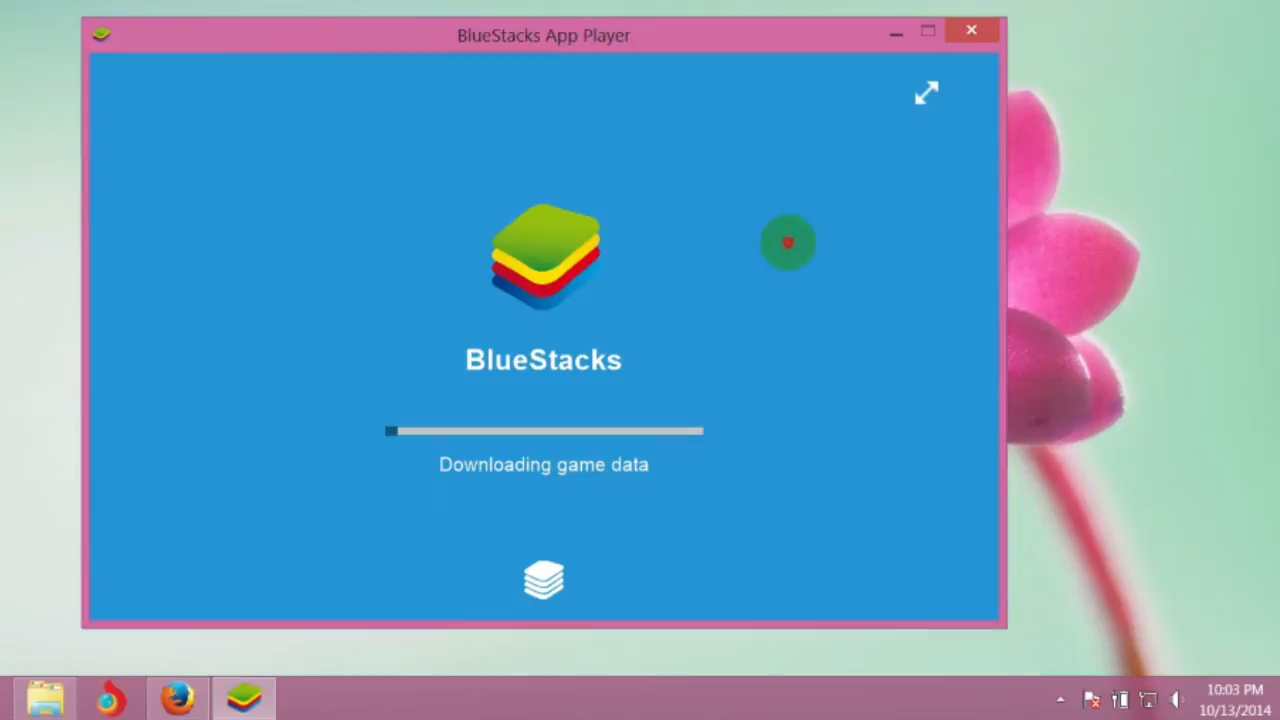 BlueStacks App Player
BlueStacks
Downloading game data
10:03 PM
10/13/2014